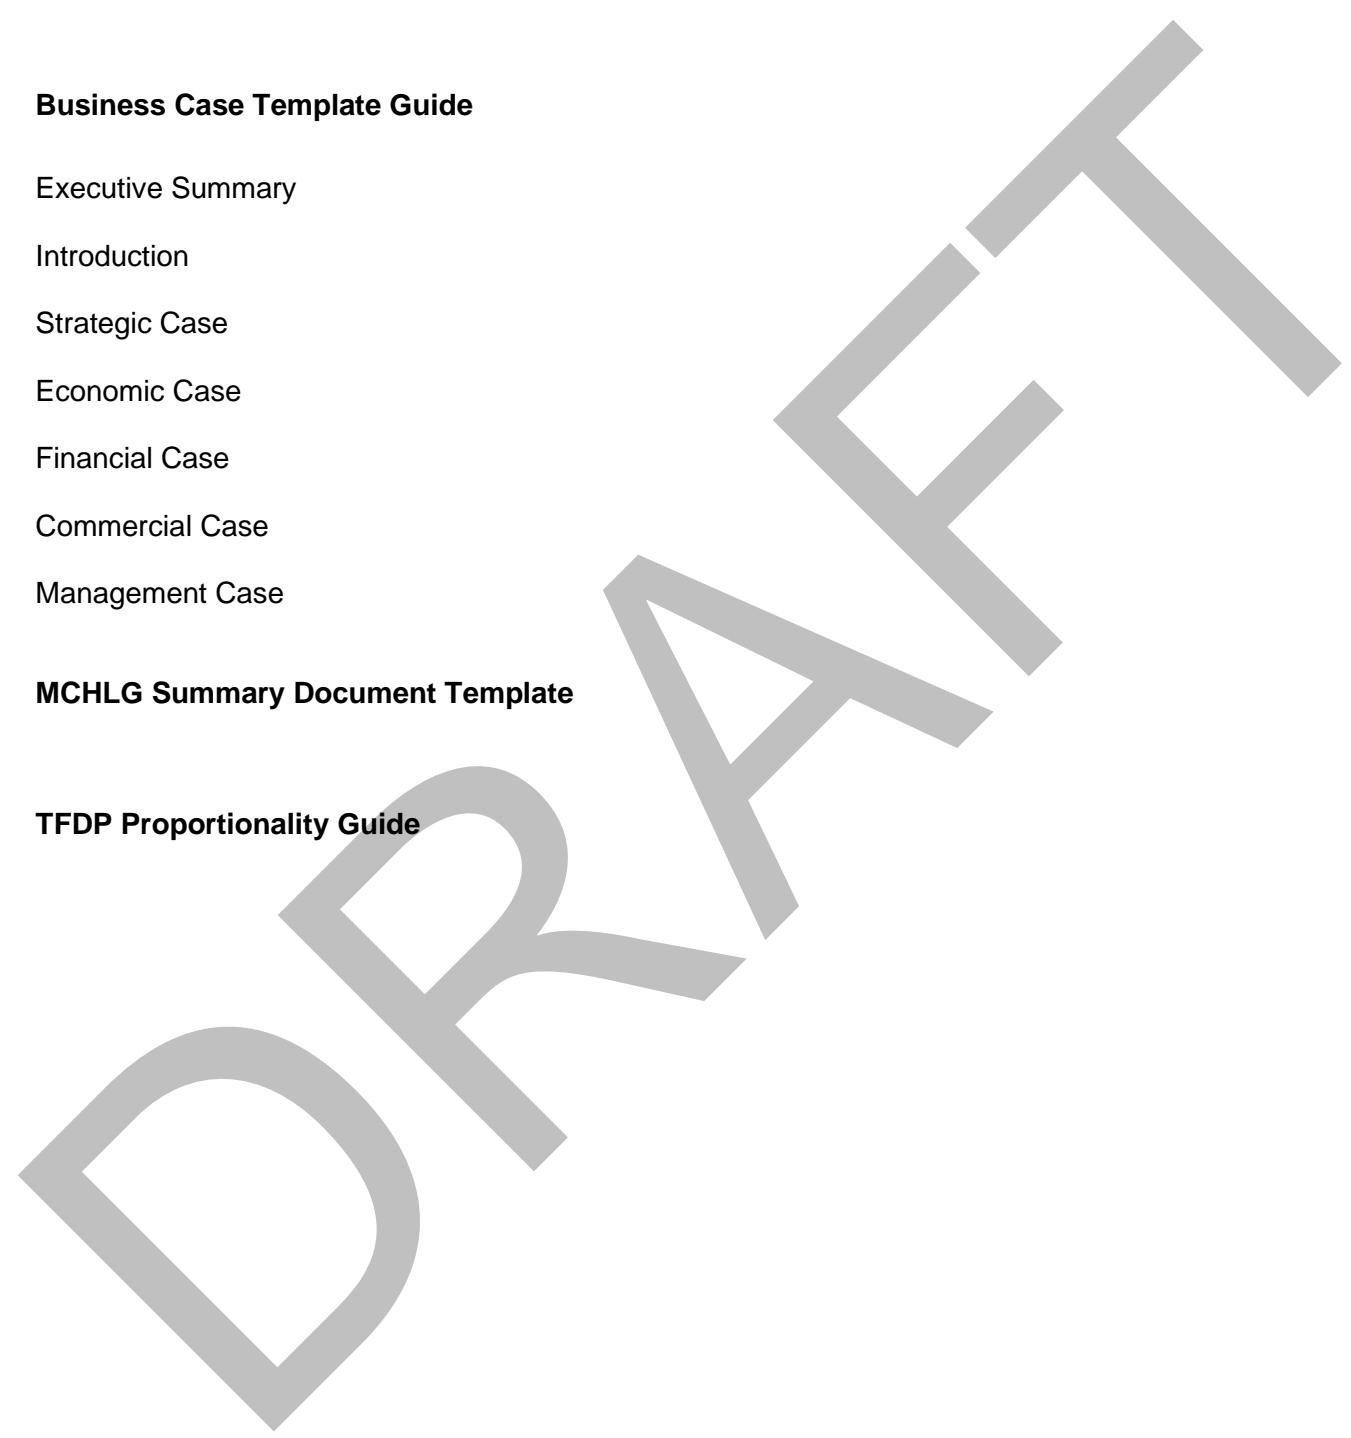 Business Case Template Guide
Executive Summary
Introduction
Strategic Case
Economic Case
Financial Case
Commercial Case
Management Case
MCHLG Summary Document Template
TFDP Proportionality Guide
DRAFT